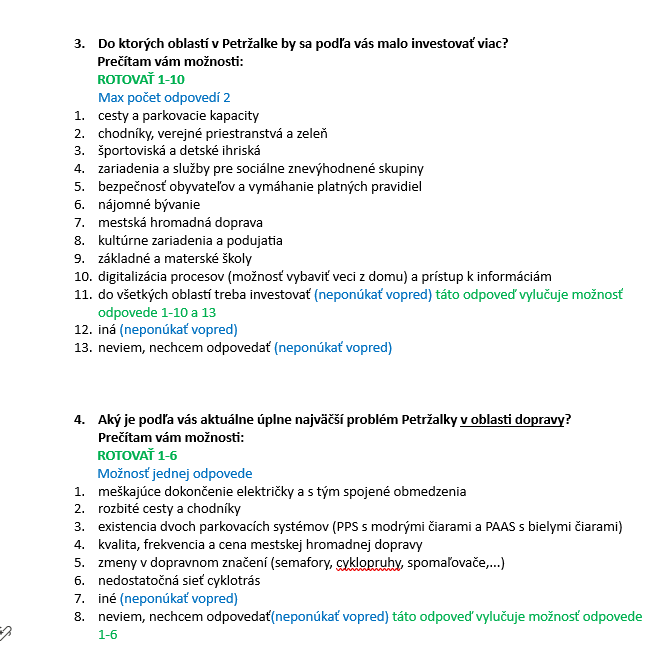 3. Do ktorých oblastí v Petržalke by sa podľa vás malo investovať viac?
Prečítam vám možnosti:
ROTOVAŤ 1-10
Max počet odpovedí 2
1. cesty a parkovacie kapacity
2. chodníky, verejné priestranstvá a zeleň
3. športoviská a detské ihriská
4. zariadenia a služby pre sociálne znevýhodnené skupiny
5. bezpečnosť obyvateľov a vymáhanie platných pravidiel
6. nájomné bývanie
7. mestská hromadná doprava
8. kultúrne zariadenia a podujatia
9. základné a materské školy
10. digitalizácia procesov (možnosť vybaviť veci z domu) a prístup k informáciám
11. do všetkých oblastí treba investovať (neponúkať vopred) táto odpoveď vylučuje možnosť
odpovede 1-10 a 13
12. iná (neponúkať vopred)
13. neviem, nechcem odpovedať (neponúkať vopred)
4. Aký je podľa vás aktuálne úplne najväčší problém Petržalky v oblasti dopravy?
Prečítam vám možnosti:
ROTOVAŤ 1-6
Možnosť jednej odpovede
1. meškajúce dokončenie električky a s tým spojené obmedzenia
2. rozbité cesty a chodníky
3. existencia dvoch parkovacích systémov (PPS s modrými čiarami a PAAS s bielymi čiarami)
4. kvalita, frekvencia a cena mestskej hromadnej dopravy
5. zmeny v dopravnom značení (semafory, cyklopruhy, spomaľovače,...)
6. nedostatočná sieť cyklotrás
7. iné (neponúkať vopred)
8. neviem, nechcem odpovedať(neponúkať vopred) táto odpoveď vylučuje možnosť odpovede
1-6